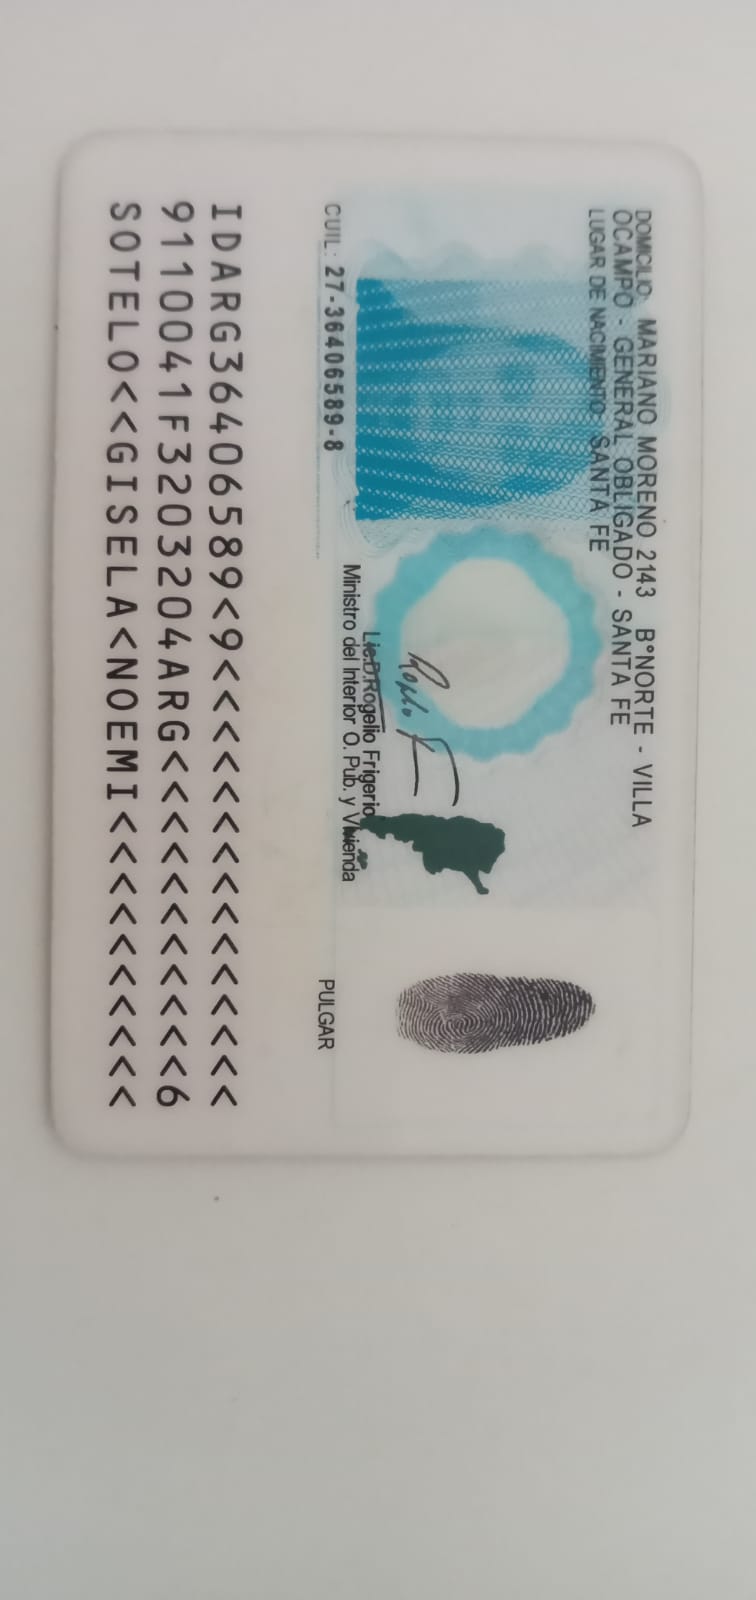 DOMICILIO: MARIANO MORENO 2143 B°NORTE - VILLA
OCAMPO - GENERAL OBLIGADO - SANTA FE
LUGAR DE NACIMIENTO: SANTA FE
Lic.D.Rogelio Frigerio
Ministro del Interior O. Pub. y Vivienda
CUIL: 27-36406589-8
PULGAR
IDARG36406589<9<<<<<<<<<<<<<<<
9110041F3203204ARG<<<<<<<<<<<6
SOTELO<<GISELA<NOEMI<<<<<<<<<<